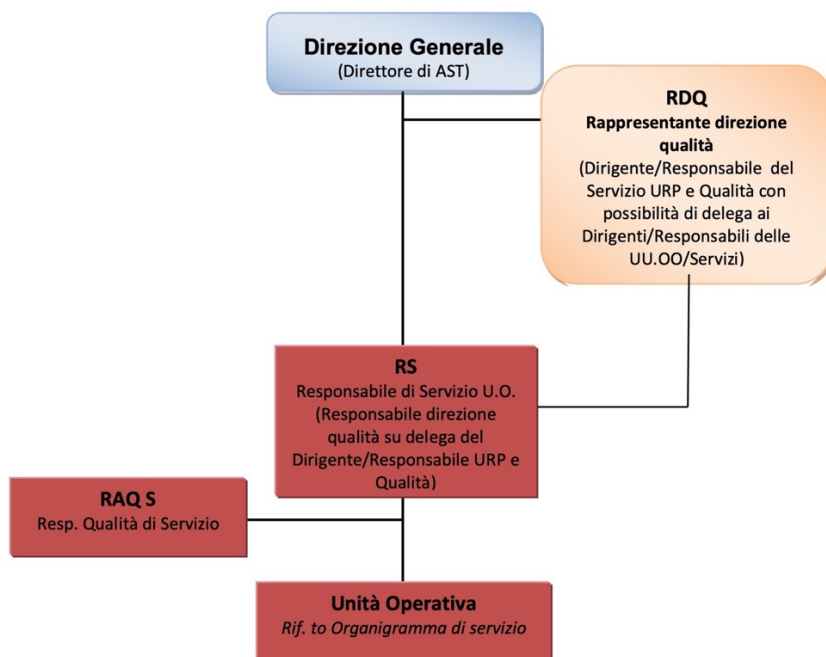 Direzione Generale
(Direttore di AST)
RDQ
Rappresentante direzione
qualità
(Dirigente/Responsabile del
Servizio URP e Qualità con
possibilità di delega ai
Dirigenti/Responsabili delle
UU.OO/Servizi)
RS
Responsabile di Servizio U.O.
(Responsabile direzione
qualità su delega del
Dirigente/Responsabile URP e
Qualità)
RAQ S
Resp. Qualità di Servizio
Unità Operativa
Rif. to Organigramma di servizio